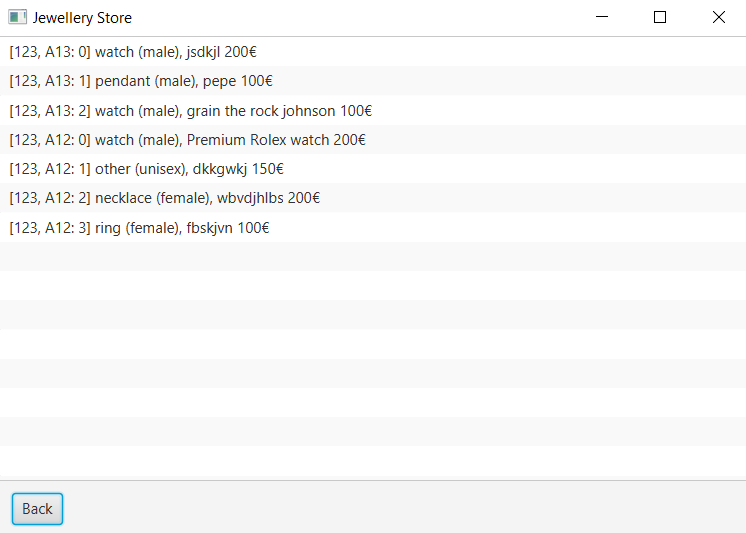 Jewellery Store
[123, A13: 0] watch (male), jsdkjl 200€
[123, A13: 1] pendant (male), pepe 100€
[123, A13: 2] watch (male), grain the rock johnson 100€
[123, A12: 0] watch (male), Premium Rolex watch 200€
[123, A12: 1] other (unisex), dkkgwkj 150€
[123, A12: 2] necklace (female), wbvdjhlbs 200€
[123, A12: 3] ring (female), fbskjvn 100€
Back